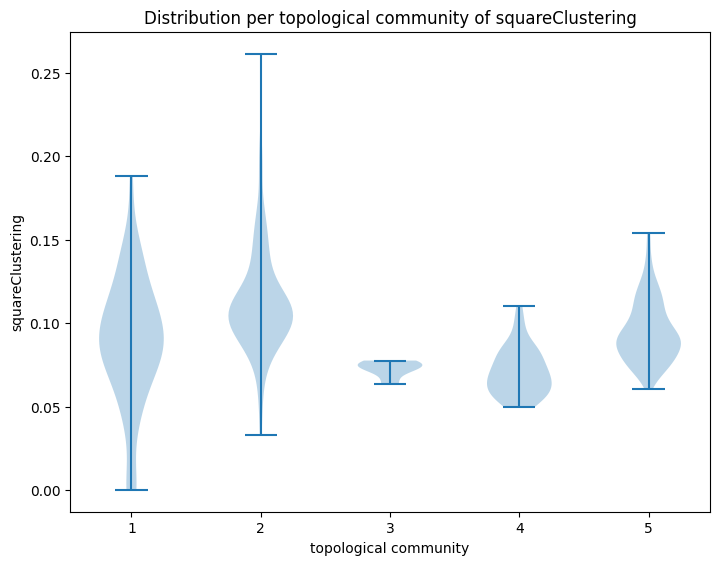 Distribution per topological community of squareClustering
squareClustering
0.25
0.20
0.15
0.10
0.05
0.00
1 2 3 4 5
topological community